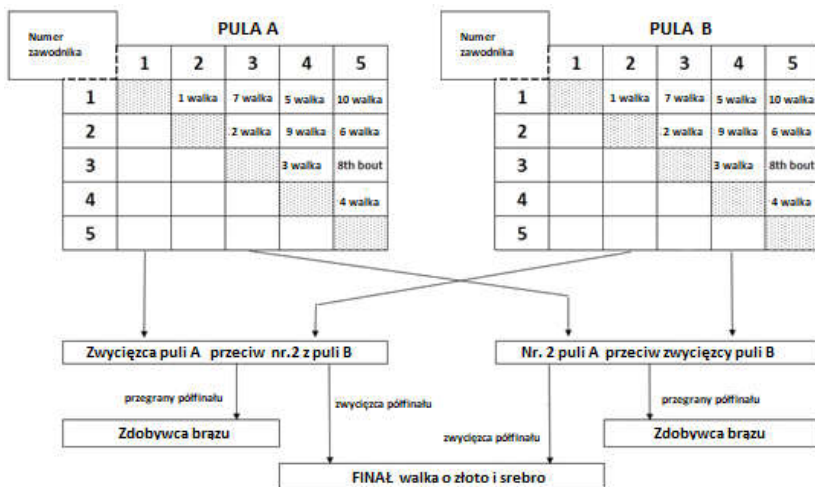 Numer zawodnika
PULA A
1 2 3 4 5
1 1 walka 7 walka 5 walka 10 walka
2 2 walka 9 walka 6 walka
3 3 walka 8th bout
4 4 walka
5
Numer zawodnika
PULA B
1 2 3 4 5
1 1 walka 7 walka 5 walka 10 walka
2 2 walka 9 walka 6 walka
3 3 walka 8th bout
4 4 walka
5
Zwycięzca puli A przeciw nr.2 z puli B
Nr. 2 puli A przeciw zwycięzcy puli B
przegrany półfinału
zwycięzca półfinału
przegrany półfinału
Zdobywca brązu
zwycięzca półfinału
Zdobywca brązu
FINAŁ walka o złoto i srebro